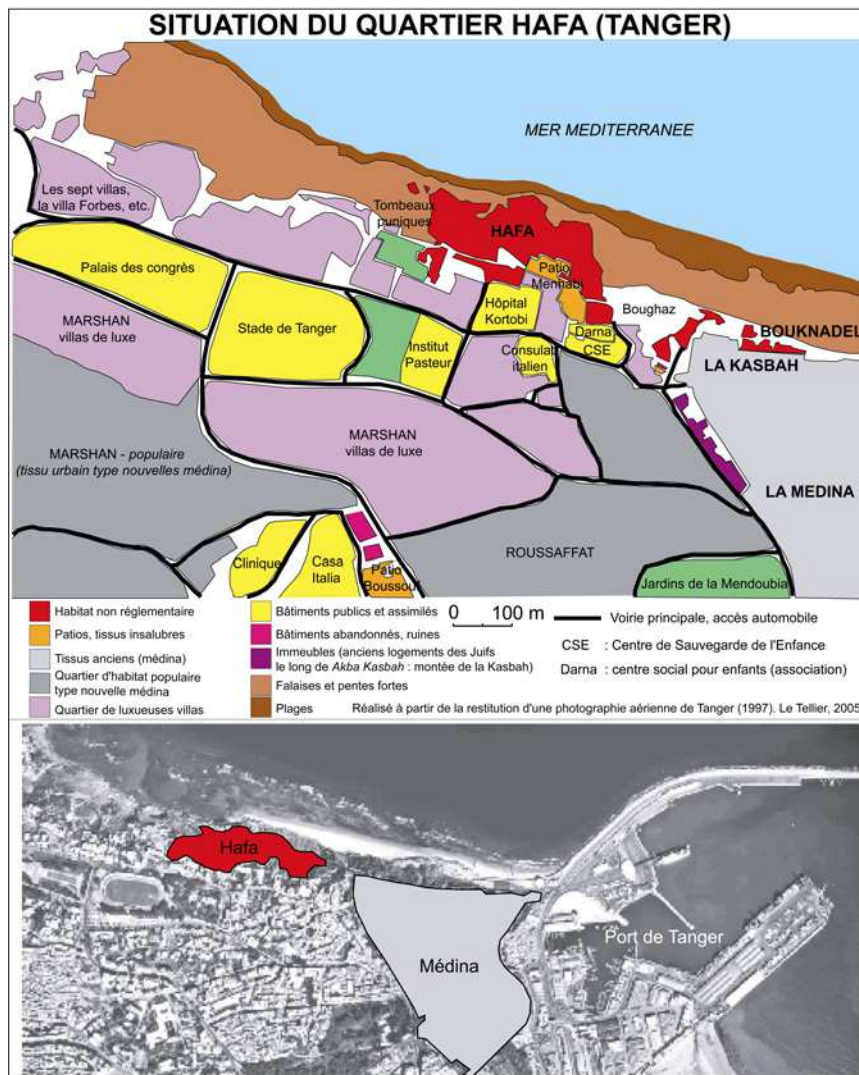 SITUATION DU QUARTIER HAFA (TANGER)
MER MEDITERRANEE
Les sept villas,
la villa Forbes, etc.
Tombeaux
puniques
HAFA
Palais des congrès
Patio
Menhabi
Hôpital
Kortobi
Boughaz
MARSHAN
villas de luxe
Stade de Tanger
Institut
Pasteur
Darna
CSE
BOUKNADEL
Consulat
italien
LA KASBAH
MARSHAN - populaire
(tissu urbain type nouvelles médina)
MARSHAN
villas de luxe
LA MEDINA
ROUSSAFFAT
Clinique
Casa
Italia
Patio
Boussouf
Jardins de la Mendoubia
Habitat non réglementaire
Patios, tissus insalubres
Tissus anciens (médina)
Quartier d'habitat populaire
type nouvelle médina
Quartier de luxueuses villas
Bâtiments publics et assimilés
Bâtiments abandonnés, ruines
Immeubles (anciens logements des Juifs
le long de Akba Kasbah : montée de la Kasbah)
Falaises et pentes fortes
Plages
0 100 m
Voirie principale, accès automobile
CSE : Centre de Sauvegarde de l'Enfance
Darna : centre social pour enfants (association)
Réalisé à partir de la restitution d'une photographie aérienne de Tanger (1997). Le Tellier, 2005
Hafa
Médina
Port de Tanger